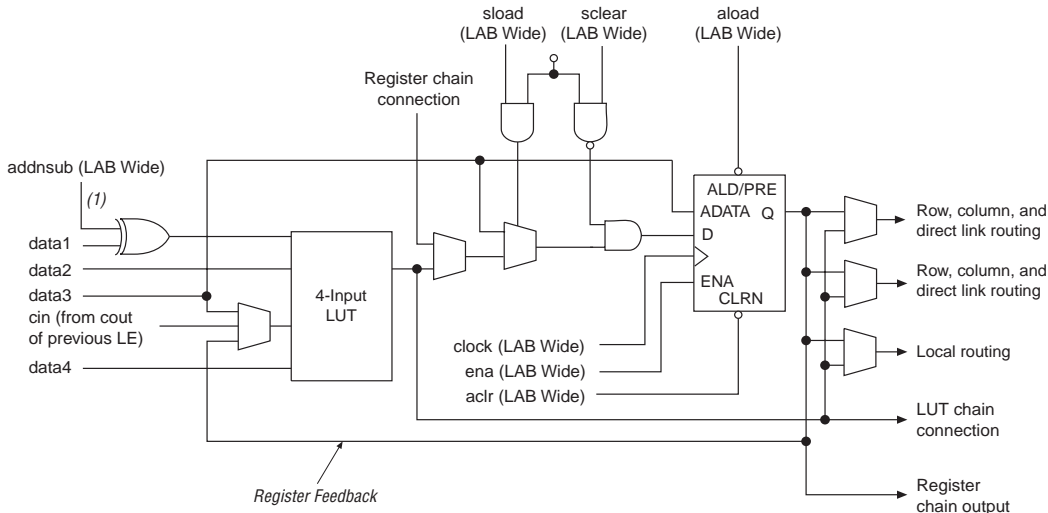 sload
(LAB Wide)
sclear
(LAB Wide)
aload
(LAB Wide)
Register chain
connection
addnsub (LAB Wide)
(1)
data1
data2
data3
cin (from cout
of previous LE)
data4
4-Input
LUT
ALD/PRE
ADATA
Q
D
ENA
CLRN
clock (LAB Wide)
ena (LAB Wide)
aclr (LAB Wide)
Row, column, and
direct link routing
Row, column, and
direct link routing
Local routing
LUT chain
connection
Register
chain output
Register Feedback